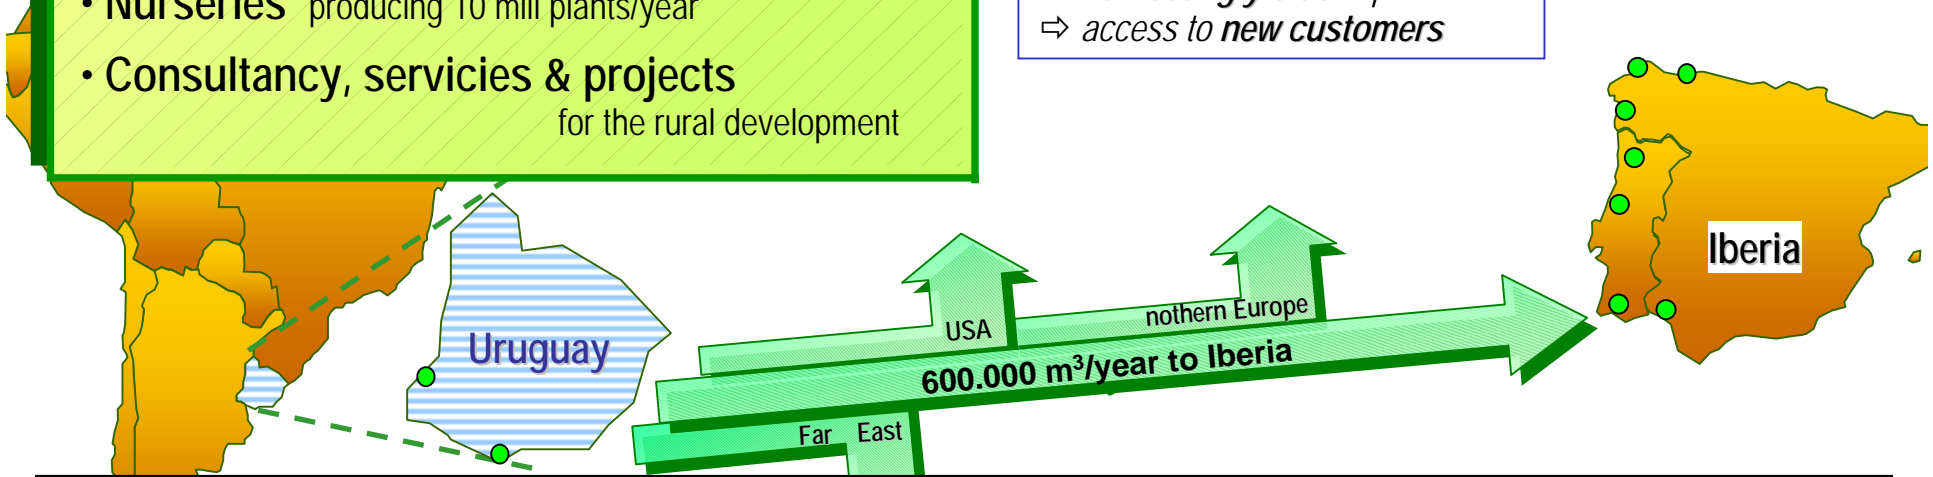 • Nurseries producing 10 mill plants/year
• Consultancy, servicies & projects
for the rural development
⇨ access to new customers
Iberia
Uruguay
USA
nothern Europe
600.000 m³/year to Iberia
Far East